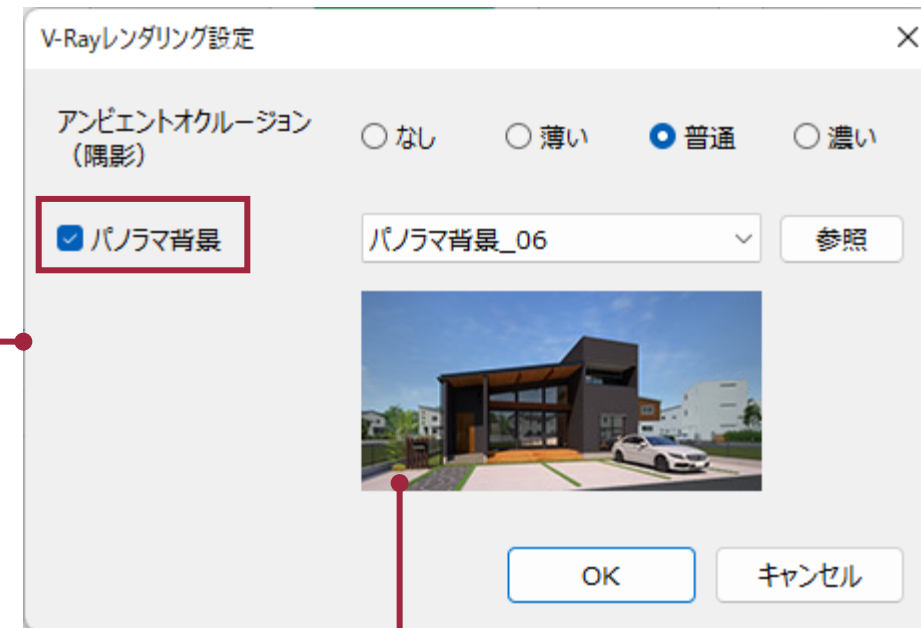 V-Rayレンダリング設定
アンビエントオクルージョン
（隅影）
なし 薄い 普通 濃い
パノラマ背景 パノラマ背景_06 参照
OK キャンセル